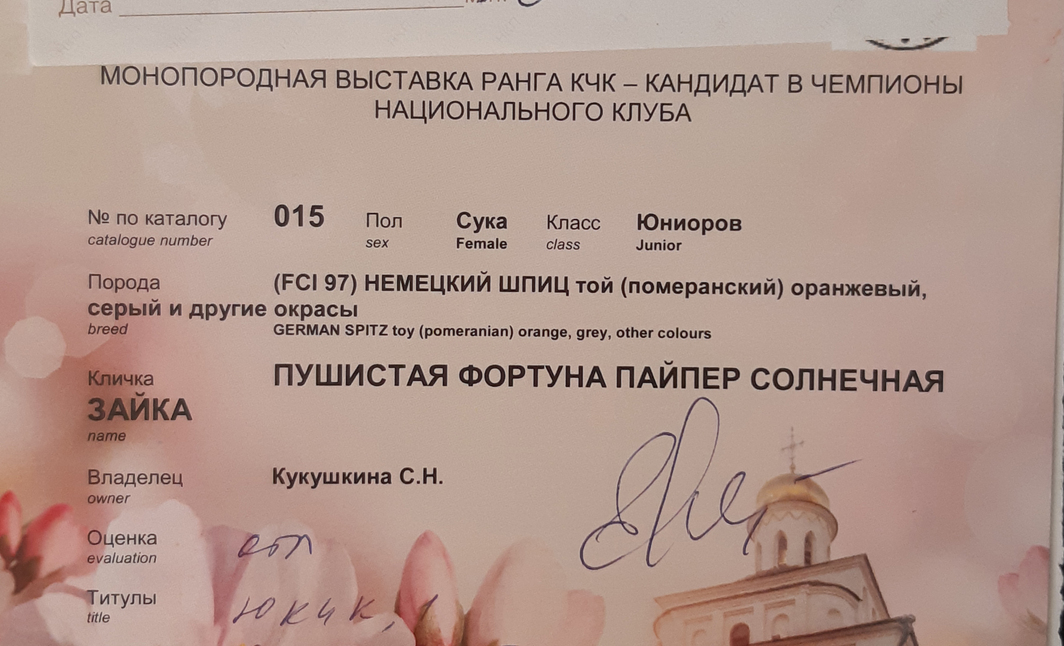 Дата
МОНОПОРОДНАЯ ВЫСТАВКА РАНГА КЧК – КАНДИДАТ В ЧЕМПИОНЫ
НАЦИОНАЛЬНОГО КЛУБА
№ по каталогу 015 Пол Сука Класс Юниоров
catalogue number sex Female class Junior
Порода (FCI 97) НЕМЕЦКИЙ ШПИЦ той (померанский) оранжевый,
серый и другие окрасы
breed GERMAN SPITZ toy (pomeranian) orange, grey, other colours
Кличка ПУШИСТАЯ ФОРТУНА ПАЙПЕР СОЛНЕЧНАЯ
ЗАЙКА
name
Владелец Кукушкина С.Н.
owner
Оценка отл
evaluation
Титулы ЮКЧК,
title